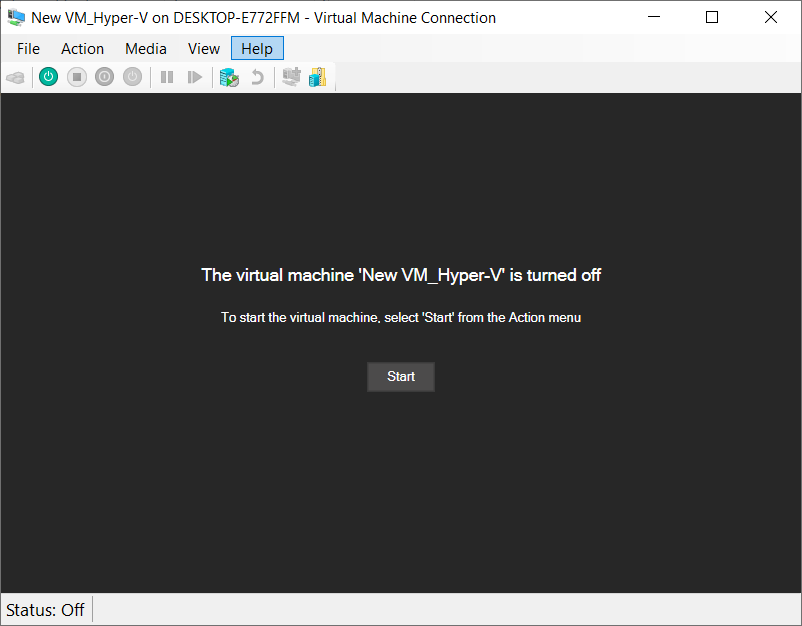 New VM_Hyper-V on DESKTOP-E772FFM - Virtual Machine Connection
File Action Media View Help
The virtual machine 'New VM_Hyper-V' is turned off
To start the virtual machine, select 'Start' from the Action menu
Start
Status: Off